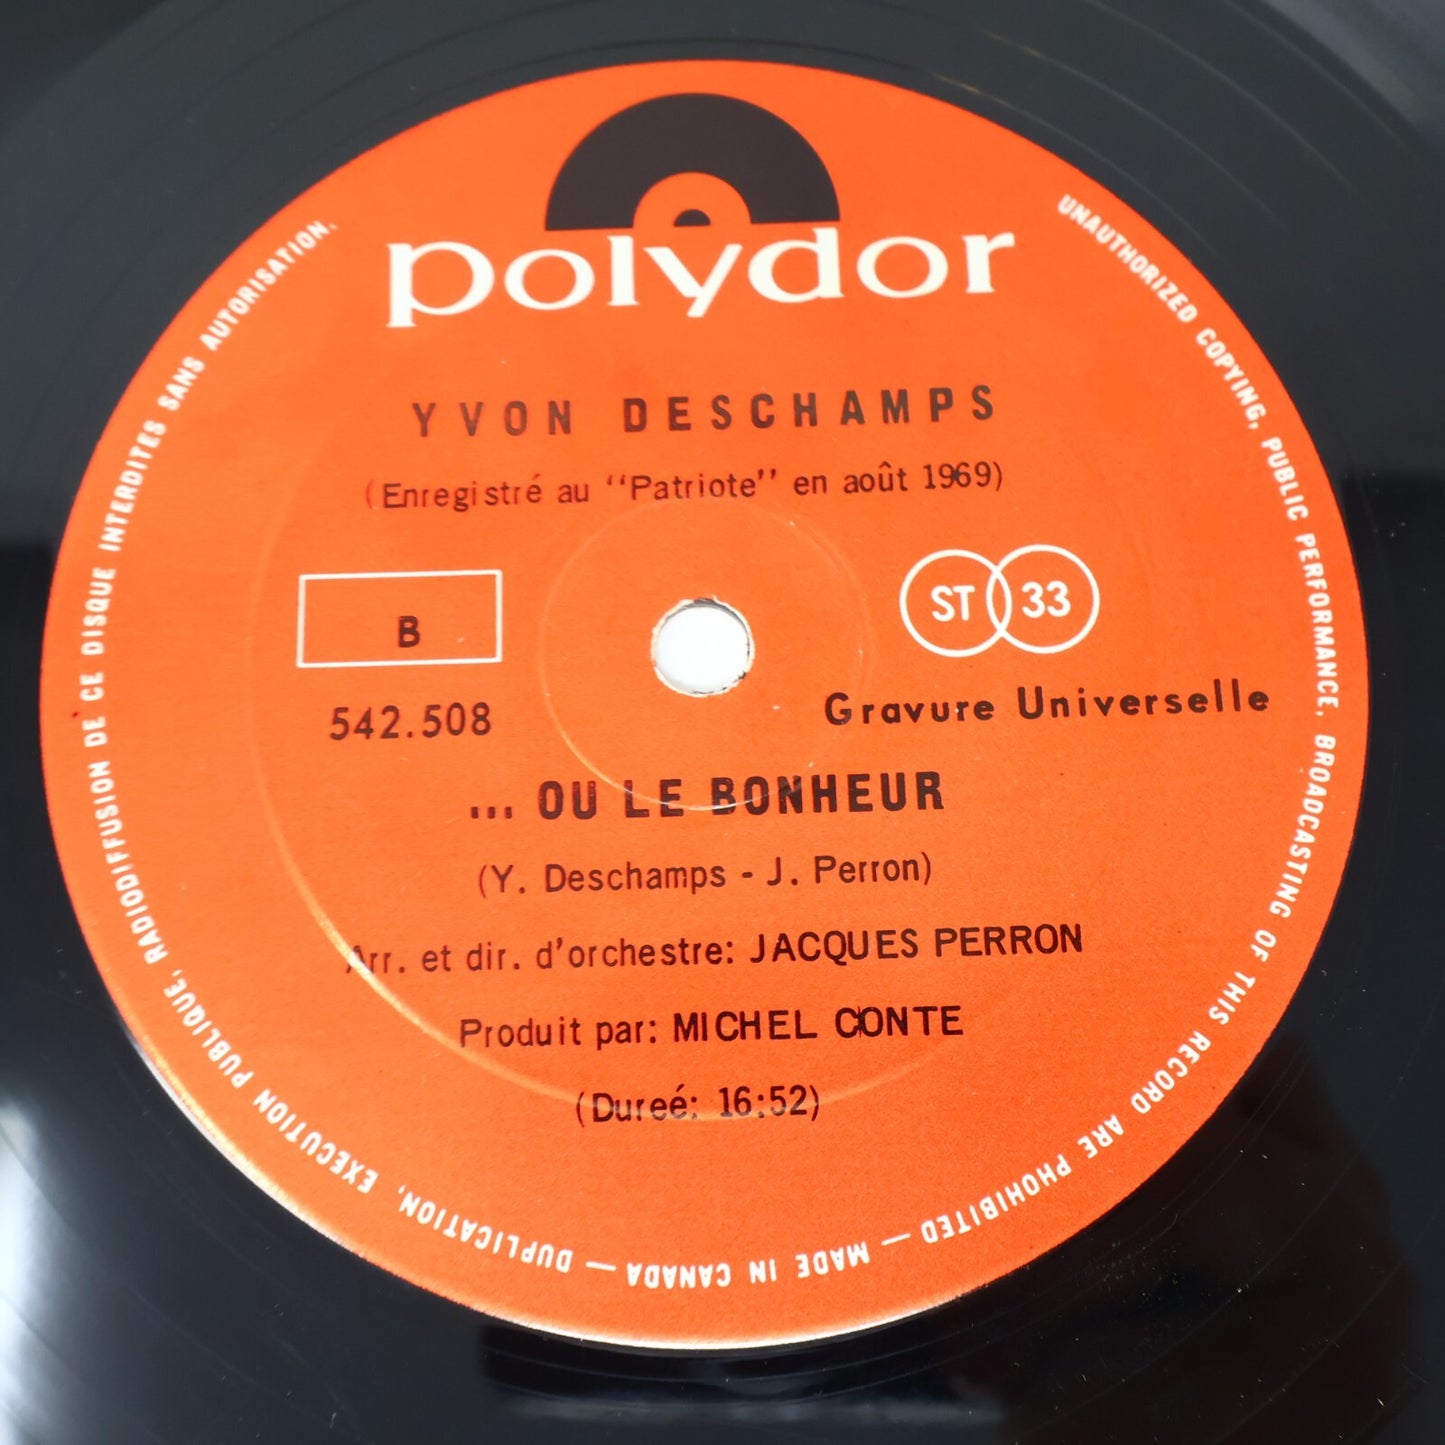 polydor
YVON DESCHAMPS
(Enregistré au "Patriote" en août 1969)
B
ST 33
542.508
Gravure Universelle
... OU LE BONHEUR
(Y. Deschamps - J. Perron)
Arr. et dir. d'orchestre: JACQUES PERRON
Produit par: MICHEL CONTE
(Dureé: 16:52)
UNAUTHORIZED COPYING, PUBLIC PERFORMANCE, BROADCASTING OF THIS RECORD ARE PHOHIBITED — MADE IN CANADA — DUPLICATION, EXECUTION PUBLIQUE, RADIODIFFUSION DE CE DISQUE INTERDITES SANS AUTORISATION.